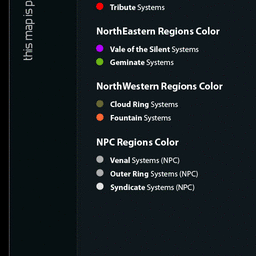 this map is p
Tribute Systems
NorthEastern Regions Color
Vale of the Silent Systems
Geminate Systems
NorthWestern Regions Color
Cloud Ring Systems
Fountain Systems
NPC Regions Color
Venal Systems (NPC)
Outer Ring Systems (NPC)
Syndicate Systems (NPC)